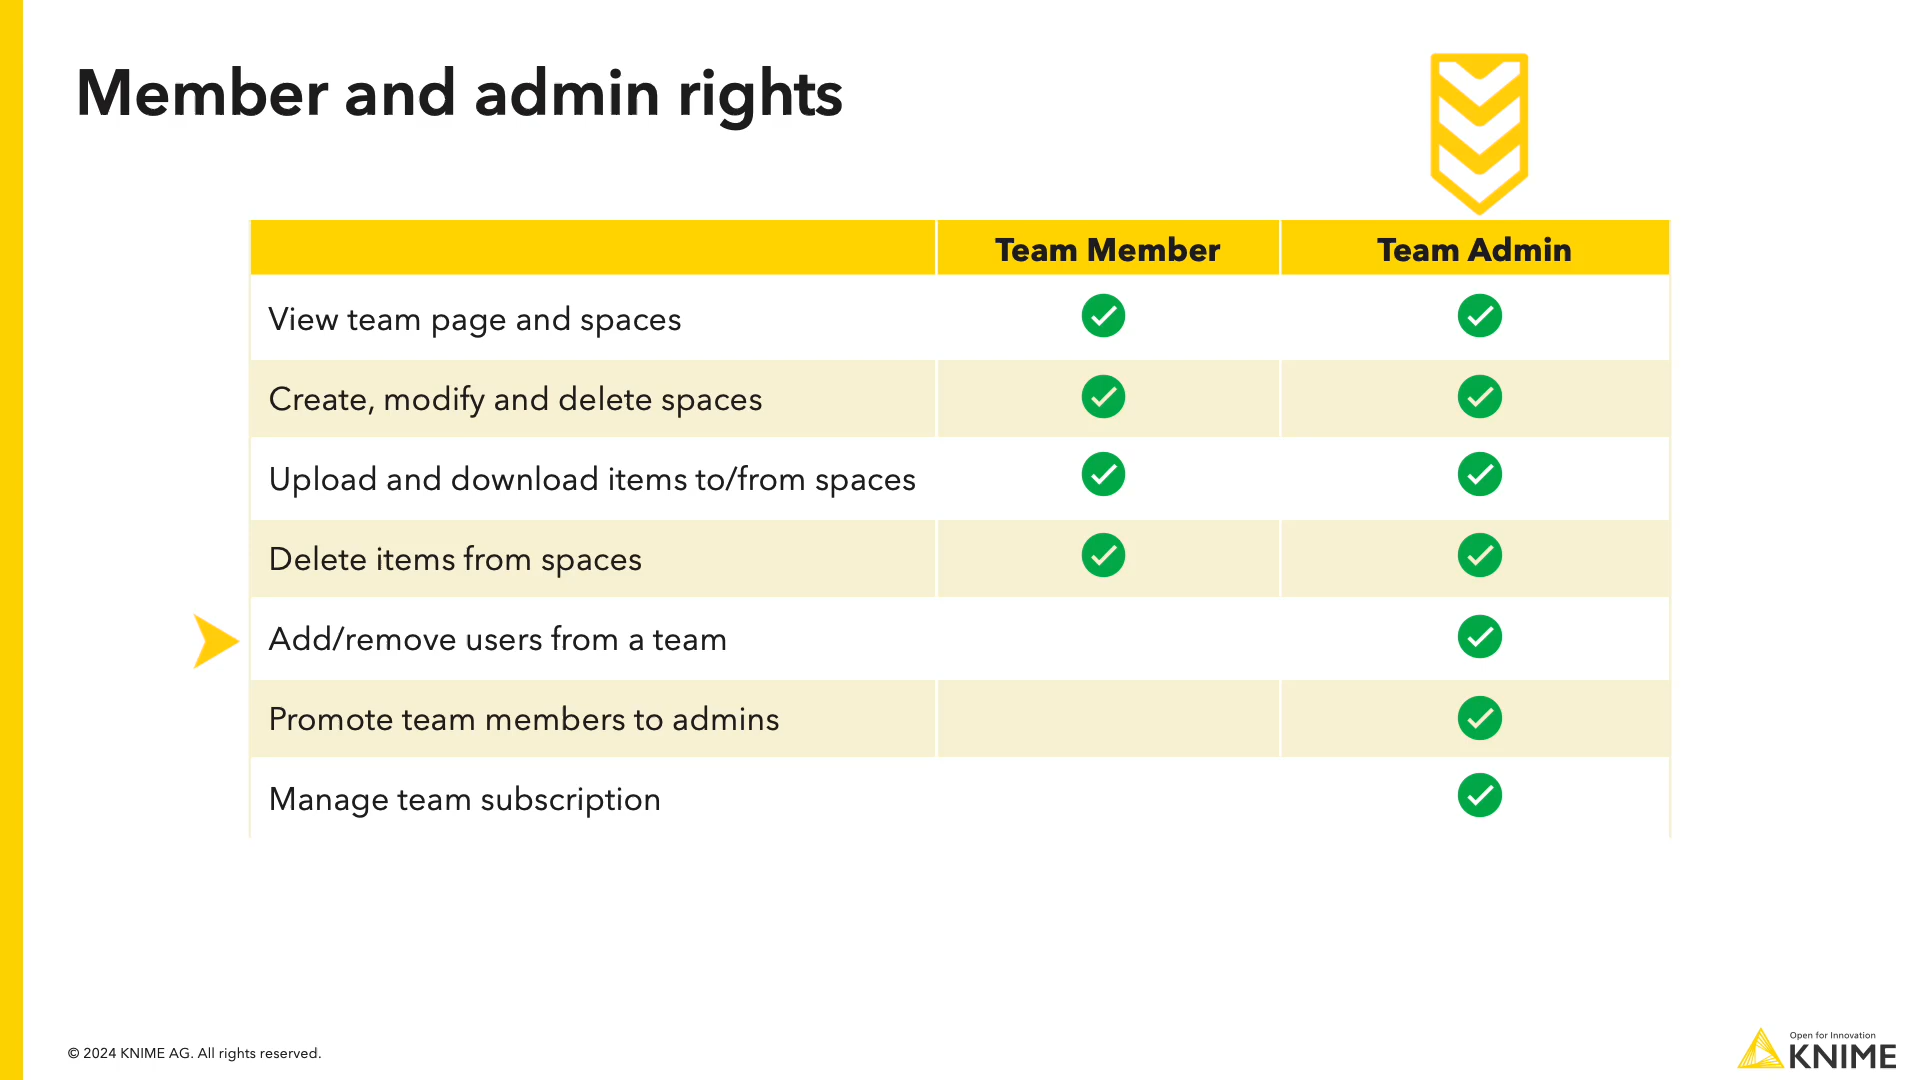 Member and admin rights
Team Member
Team Admin
View team page and spaces
Create, modify and delete spaces
Upload and download items to/from spaces
Delete items from spaces
Add/remove users from a team
Promote team members to admins
Manage team subscription
© 2024 KNIME AG. All rights reserved.
Open for Innovation
KNIME